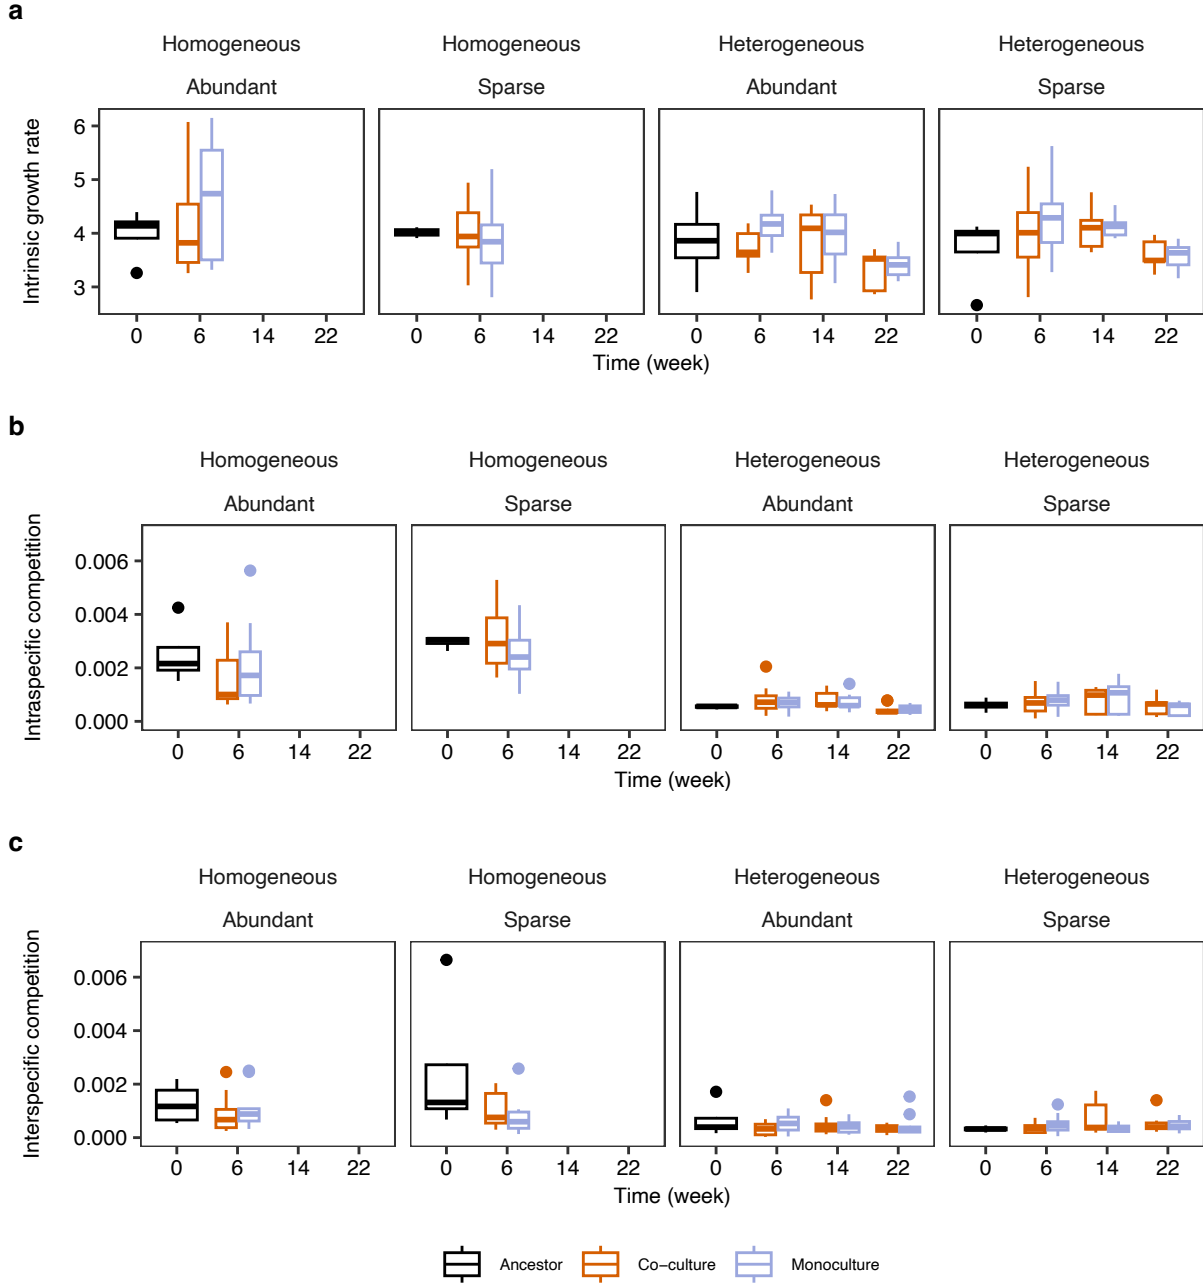 a
Homogeneous Homogeneous Heterogeneous Heterogeneous
Abundant Sparse Abundant Sparse
Intrinsic growth rate
6
5
4
3
0 6 14 22 0 6 14 22 0 6 14 22 0 6 14 22
Time (week)
b
Homogeneous Homogeneous Heterogeneous Heterogeneous
Abundant Sparse Abundant Sparse
Intraspecific competition
0.006
0.004
0.002
0.000
0 6 14 22 0 6 14 22 0 6 14 22 0 6 14 22
Time (week)
c
Homogeneous Homogeneous Heterogeneous Heterogeneous
Abundant Sparse Abundant Sparse
Interspecific competition
0.006
0.004
0.002
0.000
0 6 14 22 0 6 14 22 0 6 14 22 0 6 14 22
Time (week)
Ancestor Co−culture Monoculture